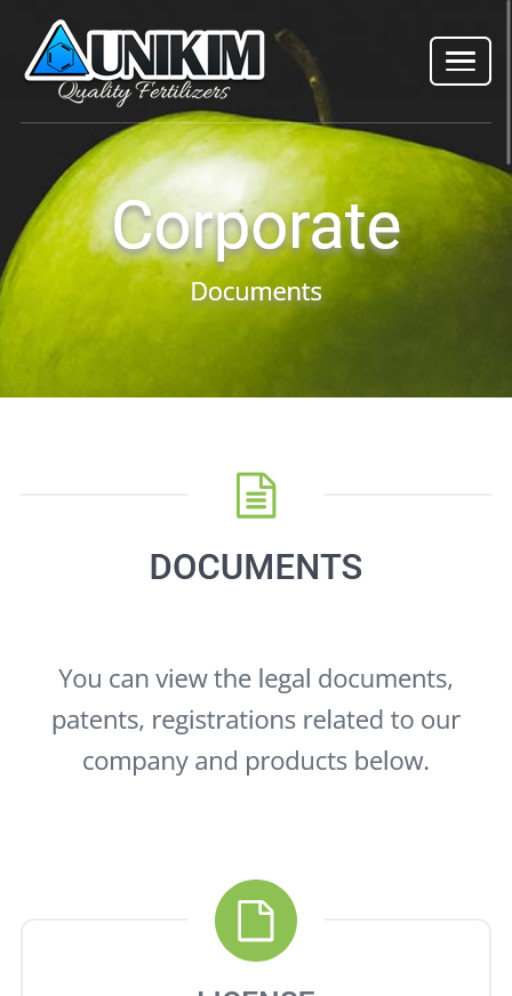 UNIKIM
Quality Fertilizers
Corporate
Documents
DOCUMENTS
You can view the legal documents,
patents, registrations related to our
company and products below.